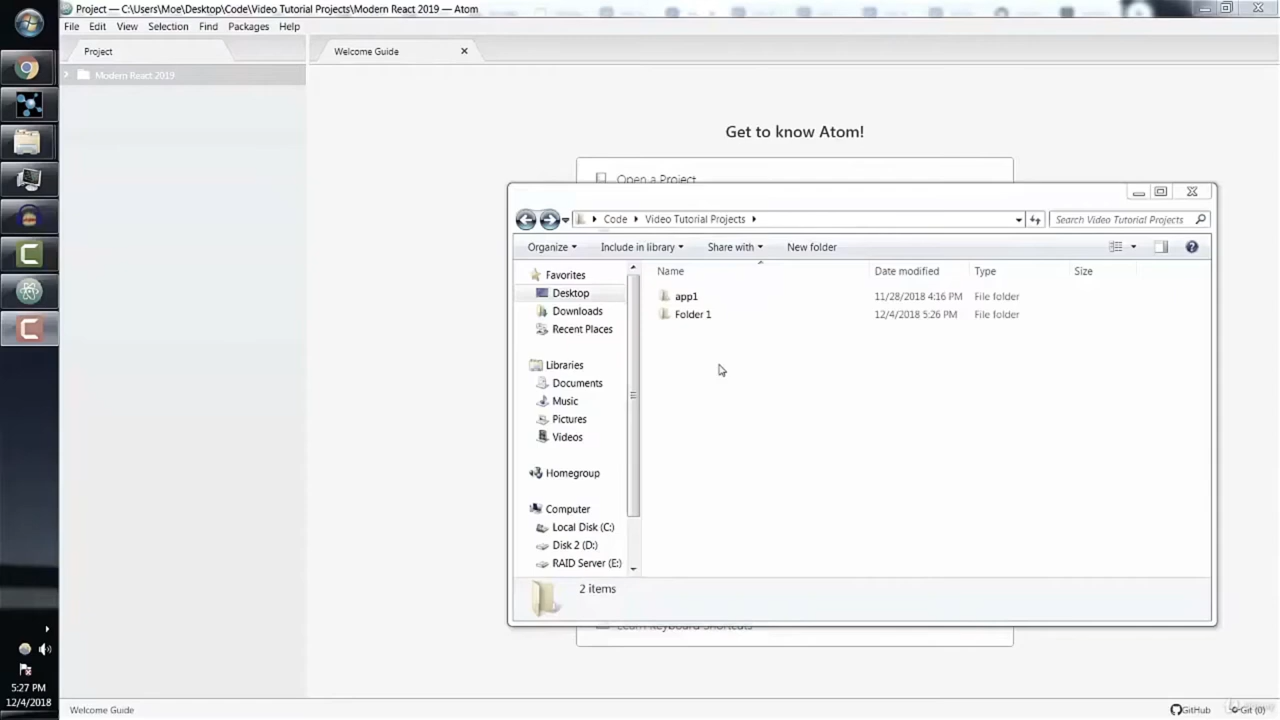 Project — C:\Users\Moe\Desktop\Code\Video Tutorial Projects\Modern React 2019 — Atom
File Edit View Selection Find Packages Help
Project
Welcome Guide
Modern React 2019
Get to know Atom!
Open a Project
Code Video Tutorial Projects
Search Video Tutorial Projects
Organize Include in library Share with New folder
Favorites
Desktop
Downloads
Recent Places
Libraries
Documents
Music
Pictures
Videos
Homegroup
Computer
Local Disk (C:)
Disk 2 (D:)
RAID Server (E:)
Name Date modified Type Size
app1 11/28/2018 4:16 PM File folder
Folder 1 12/4/2018 5:26 PM File folder
2 items
Learn Keyboard Shortcuts
5:27 PM
12/4/2018
Welcome Guide
GitHub
Git (0)